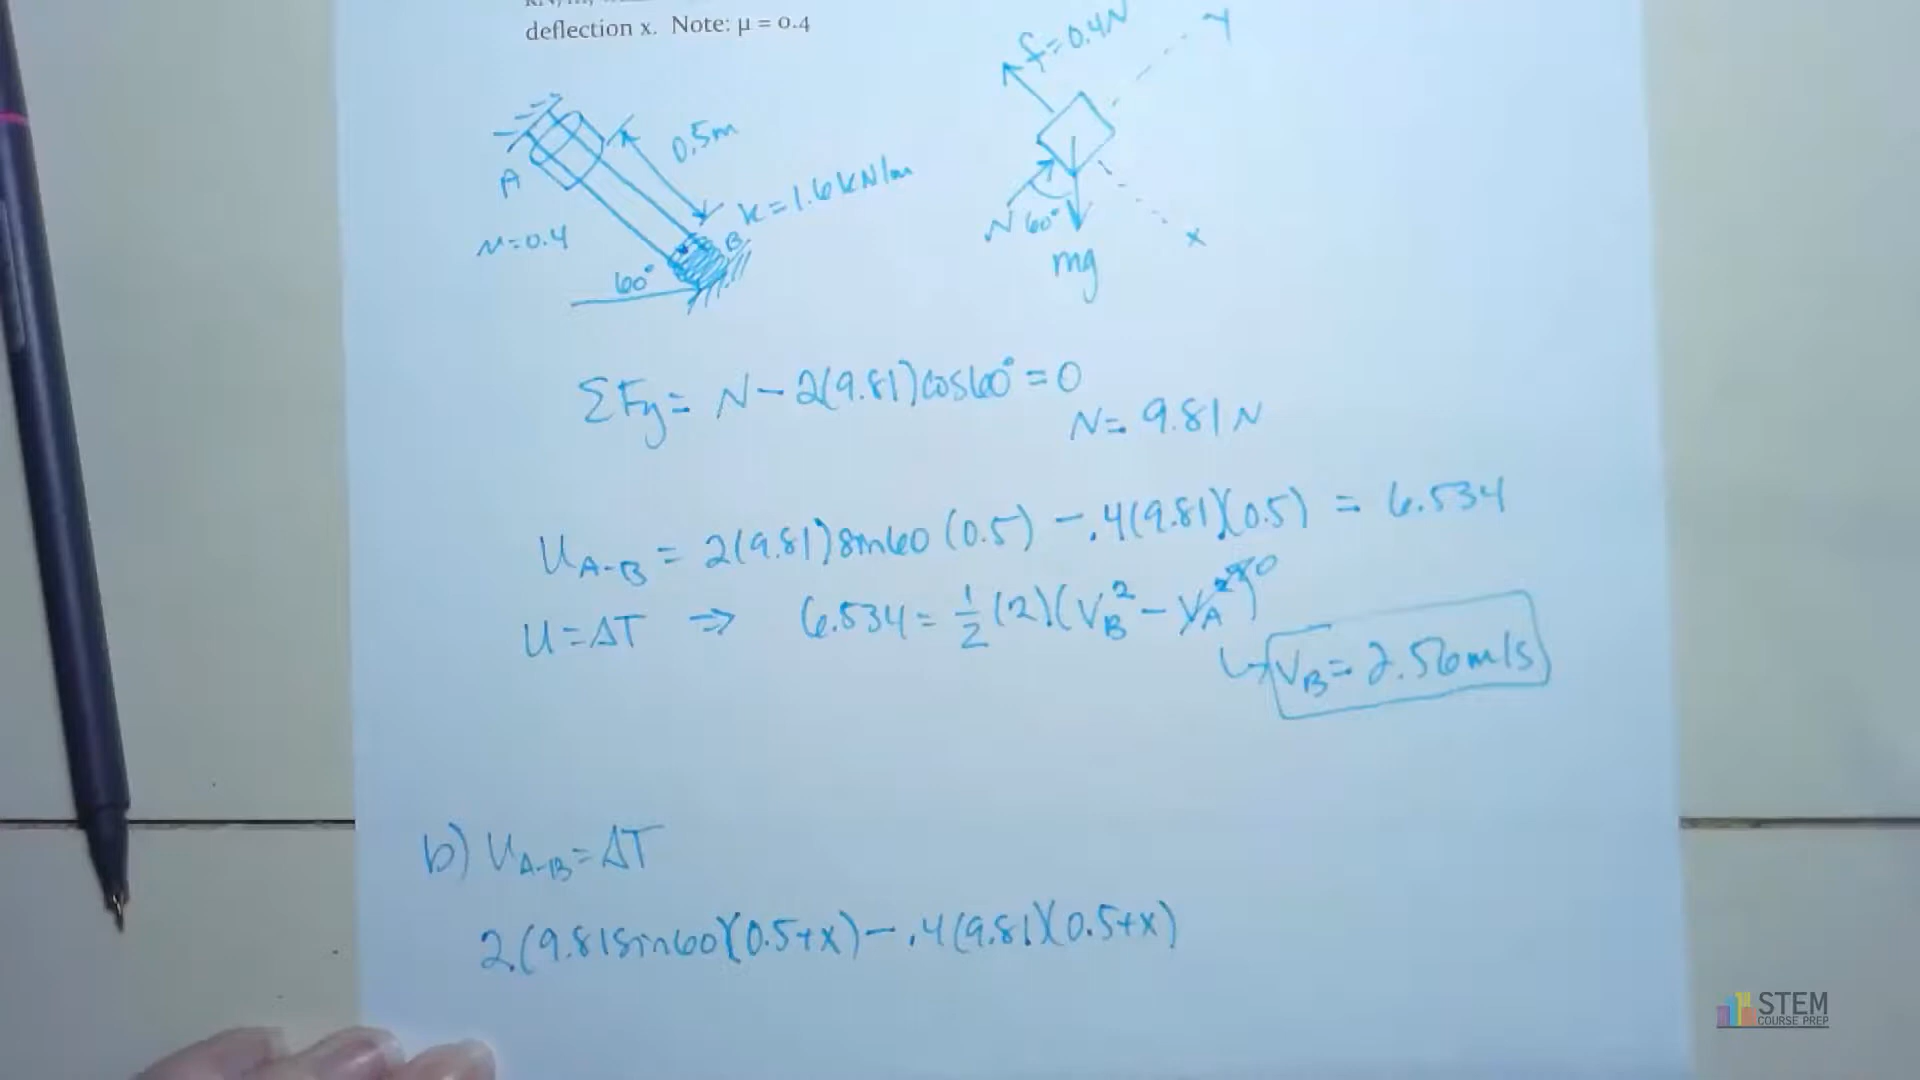 deflection x. Note: μ = 0.4
f=0.4N
Y
0.5m
A
k=1.6kN/m
μ=0.4
B
60°
N
60°
x
mg
ΣFy= N-2(9.81)cos60°=0
N= 9.81N
UA-B = 2(9.81)sin60(0.5) - .4(9.81)(0.5) = 6.534
U=ΔT ⇒ 6.534= 1/2(2)(VB² - VA²) 0
↳ VB= 2.56m/s
b) UA-B=ΔT
2(9.81sin60)(0.5+x)-.4(9.81)(0.5+x)
STEM
COURSE PREP